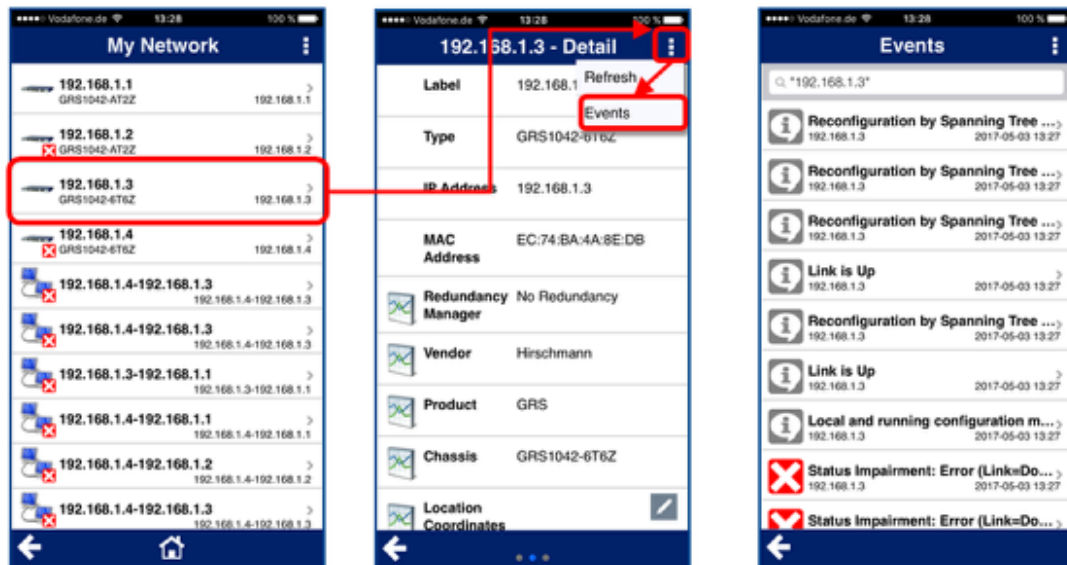 Vodafone.de 13:28 100 %
My Network
192.168.1.1
GRS1042-AT2Z 192.168.1.1
192.168.1.2
GRS1042-AT2Z 192.168.1.2
192.168.1.3
GRS1042-6T6Z 192.168.1.3
192.168.1.4
GRS1042-6T6Z 192.168.1.4
192.168.1.4-192.168.1.3
192.168.1.4-192.168.1.3
192.168.1.4-192.168.1.3
192.168.1.4-192.168.1.3
192.168.1.3-192.168.1.1
192.168.1.3-192.168.1.1
192.168.1.4-192.168.1.1
192.168.1.4-192.168.1.1
192.168.1.4-192.168.1.2
192.168.1.4-192.168.1.2
192.168.1.4-192.168.1.3
192.168.1.4-192.168.1.3
Vodafone.de 13:28 100 %
192.168.1.3 - Detail
Refresh
Events
Label 192.168.1
Type GRS1042-6T6Z
IP Address 192.168.1.3
MAC EC:74:BA:4A:8E:DB
Address
Redundancy No Redundancy
Manager
Vendor Hirschmann
Product GRS
Chassis GRS1042-6T6Z
Location
Coordinates
Vodafone.de 13:28 100 %
Events
"192.168.1.3"
Reconfiguration by Spanning Tree ...
192.168.1.3 2017-05-03 13:27
Reconfiguration by Spanning Tree ...
192.168.1.3 2017-05-03 13:27
Reconfiguration by Spanning Tree ...
192.168.1.3 2017-05-03 13:27
Link is Up
192.168.1.3 2017-05-03 13:27
Reconfiguration by Spanning Tree ...
192.168.1.3 2017-05-03 13:27
Link is Up
192.168.1.3 2017-05-03 13:27
Local and running configuration m...
192.168.1.3 2017-05-03 13:27
Status Impairment: Error (Link=Do...
192.168.1.3 2017-05-03 13:27
Status Impairment: Error (Link=Do...